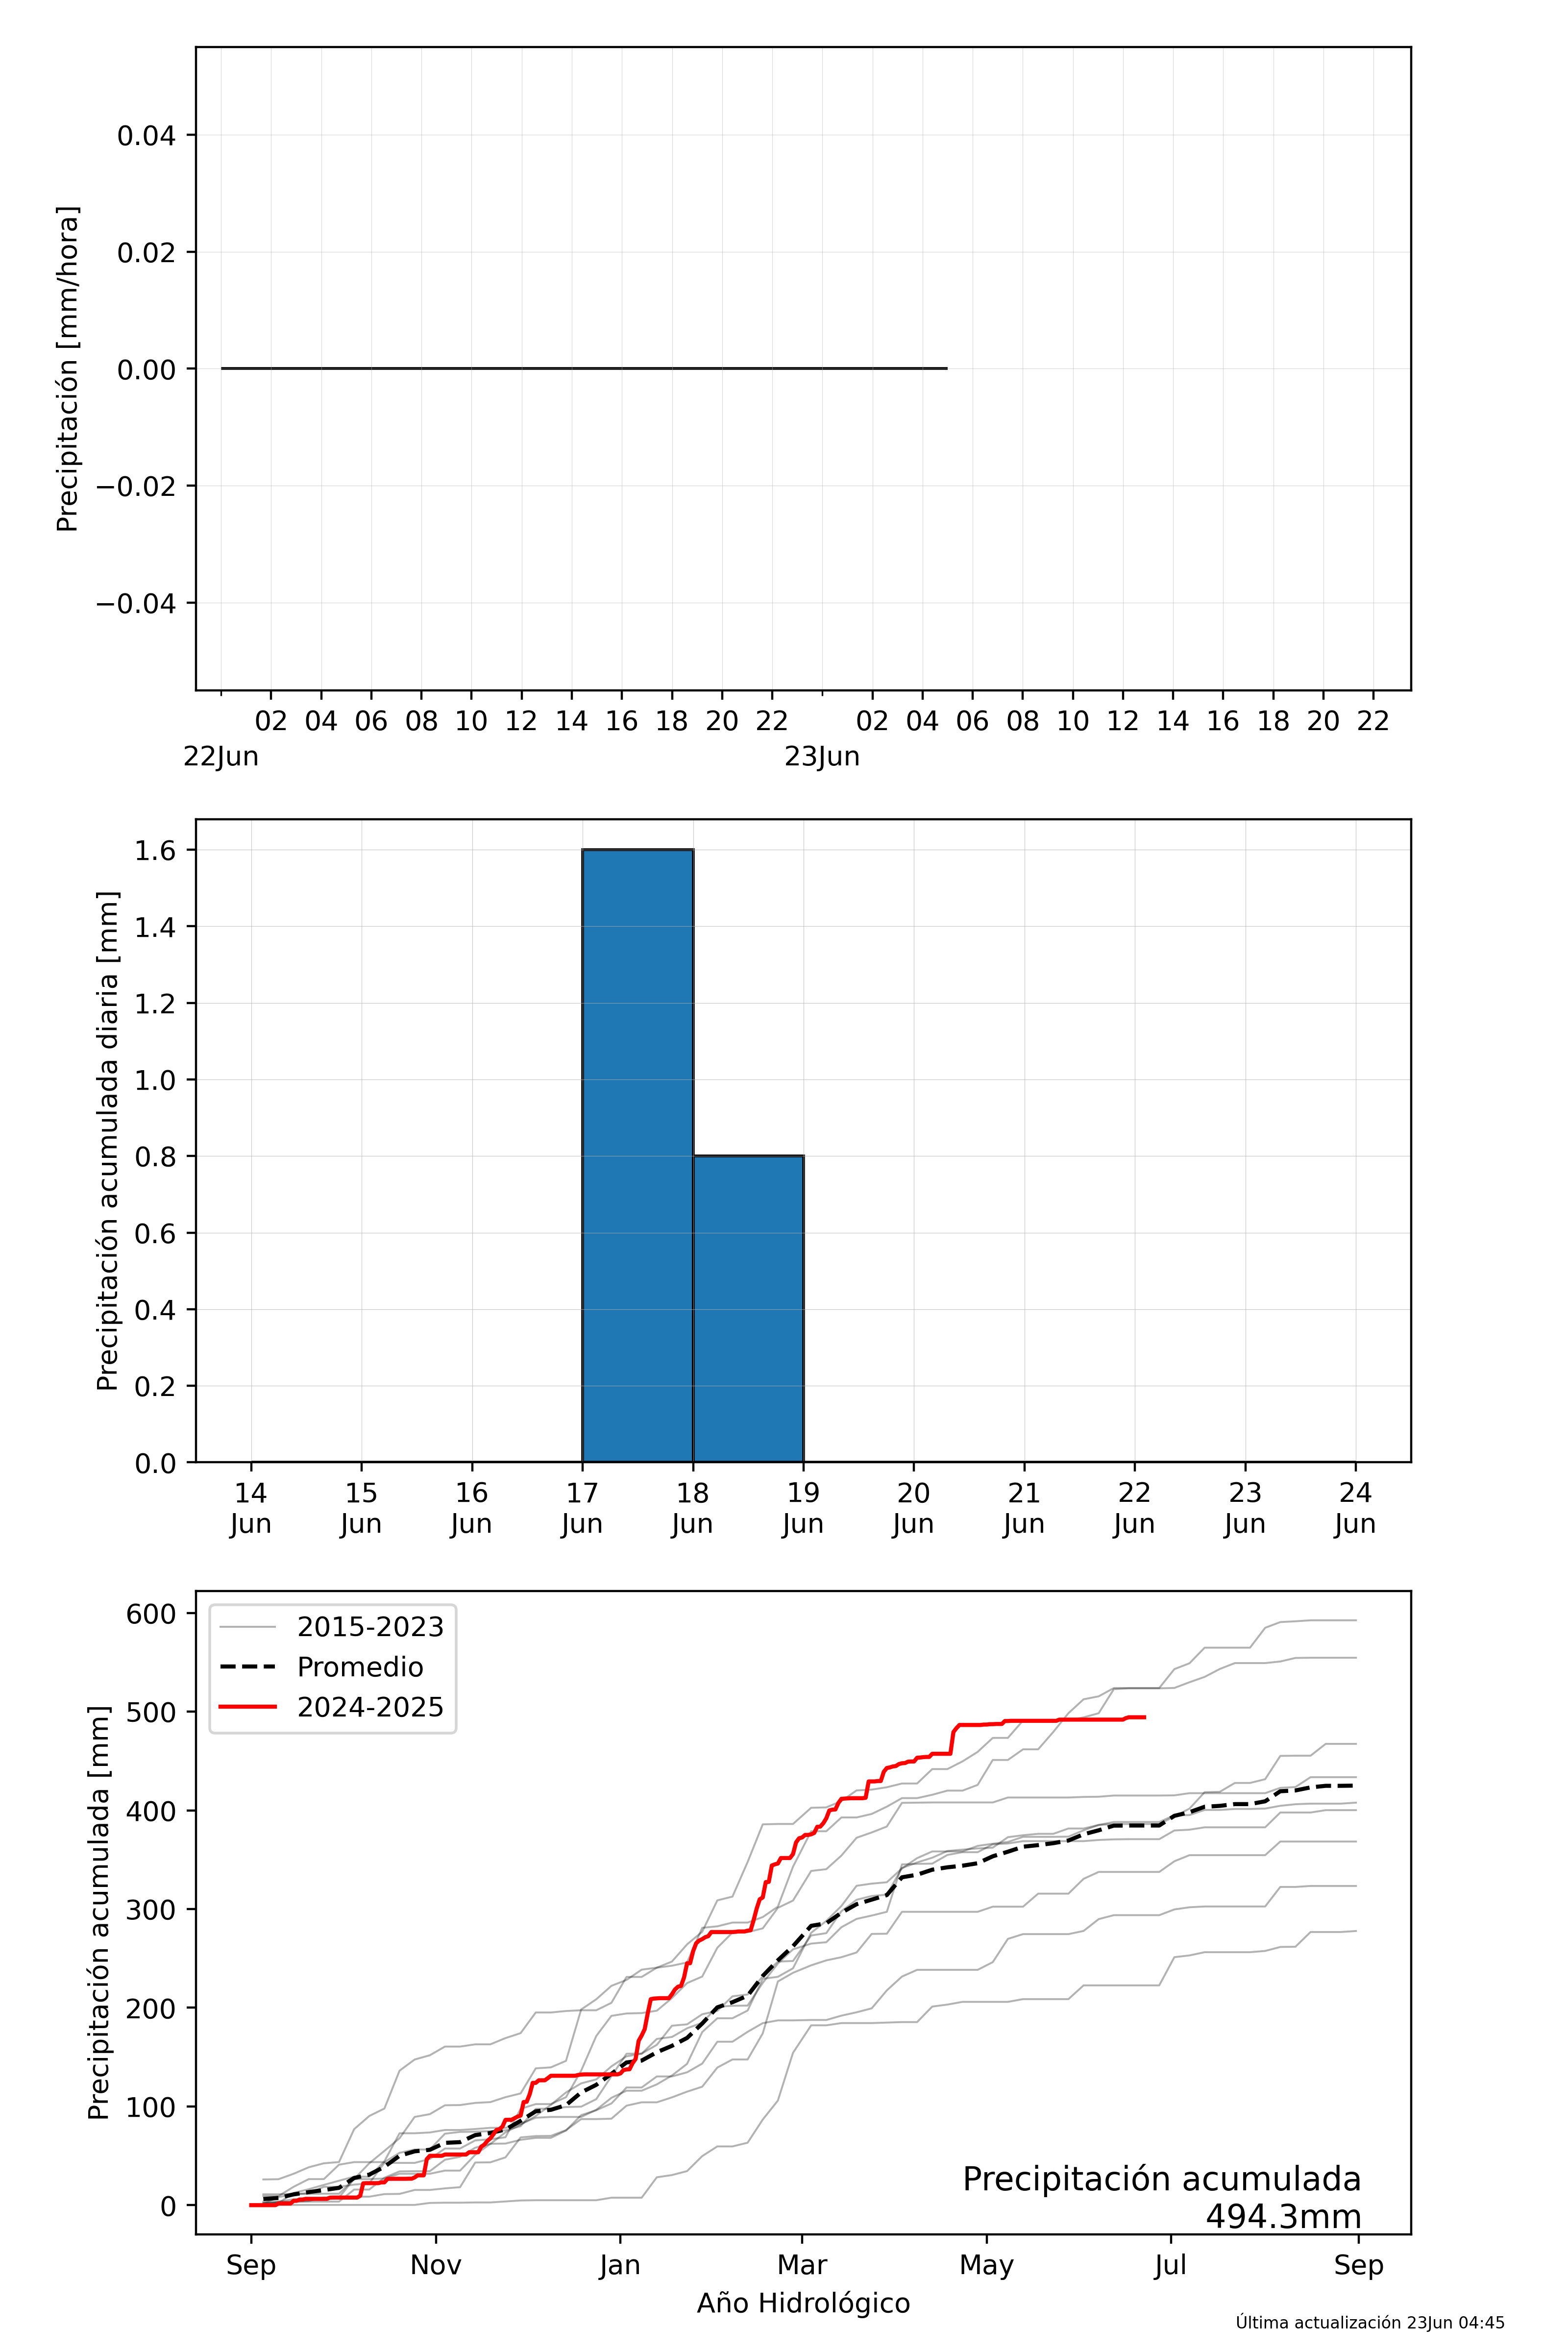 Precipitación [mm/hora]
0.04
0.02
0.00
−0.02
−0.04
02 04 06 08 10 12 14 16 18 20 22 02 04 06 08 10 12 14 16 18 20 22
22Jun 23Jun
Precipitación acumulada diaria [mm]
1.6
1.4
1.2
1.0
0.8
0.6
0.4
0.2
0.0
14 15 16 17 18 19 20 21 22 23 24
Jun Jun Jun Jun Jun Jun Jun Jun Jun Jun Jun
Precipitación acumulada [mm]
600
500
400
300
200
100
0
2015-2023
Promedio
2024-2025
Precipitación acumulada
494.3mm
Sep Nov Jan Mar May Jul Sep
Año Hidrológico
Última actualización 23Jun 04:45